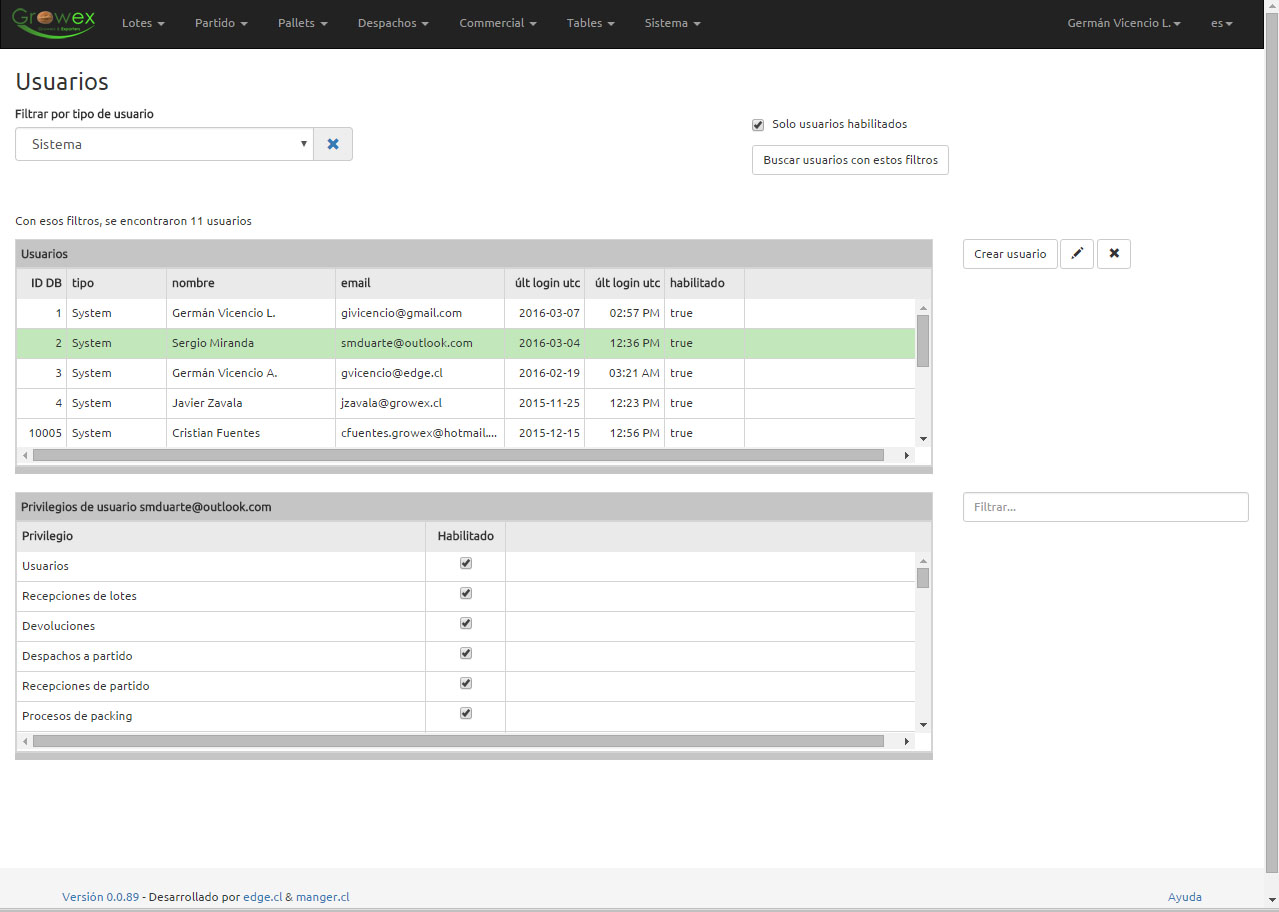 Growex
Lotes Partido Pallets Despachos Commercial Tables Sistema Germán Vicencio L. es
Usuarios
Filtrar por tipo de usuario
Solo usuarios habilitados
Sistema
Buscar usuarios con estos filtros
Con esos filtros, se encontraron 11 usuarios
Usuarios
Crear usuario
ID DB tipo nombre email últ login utc últ login utc habilitado
1 System Germán Vicencio L. givicencio@gmail.com 2016-03-07 02:57 PM true
2 System Sergio Miranda smduarte@outlook.com 2016-03-04 12:36 PM true
3 System Germán Vicencio A. gvicencio@edge.cl 2016-02-19 03:21 AM true
4 System Javier Zavala jzavala@growex.cl 2015-11-25 12:23 PM true
10005 System Cristian Fuentes cfuentes.growex@hotmail.... 2015-12-15 12:56 PM true
Privilegios de usuario smduarte@outlook.com
Filtrar...
Privilegio Habilitado
Usuarios
Recepciones de lotes
Devoluciones
Despachos a partido
Recepciones de partido
Procesos de packing
Versión 0.0.89 - Desarrollado por edge.cl & manger.cl Ayuda